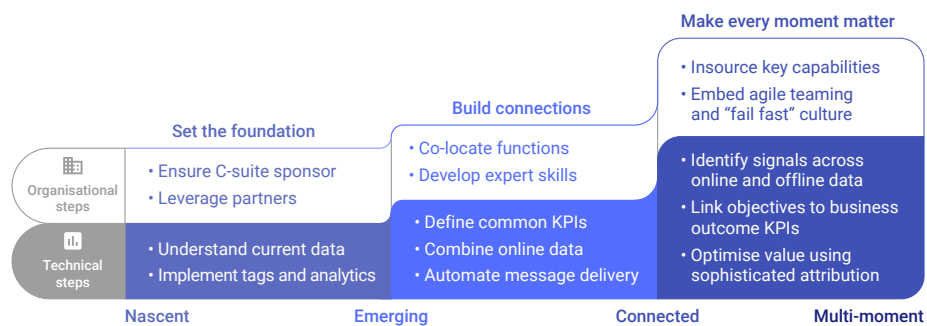 Make every moment matter
• Insource key capabilities
• Embed agile teaming
and “fail fast” culture
Build connections
• Co-locate functions
• Develop expert skills
Set the foundation
• Ensure C-suite sponsor
• Leverage partners
Organisational
steps
Technical
steps
• Understand current data
• Implement tags and analytics
• Define common KPIs
• Combine online data
• Automate message delivery
• Identify signals across
online and offline data
• Link objectives to business
outcome KPIs
• Optimise value using
sophisticated attribution
Nascent
Emerging
Connected
Multi-moment